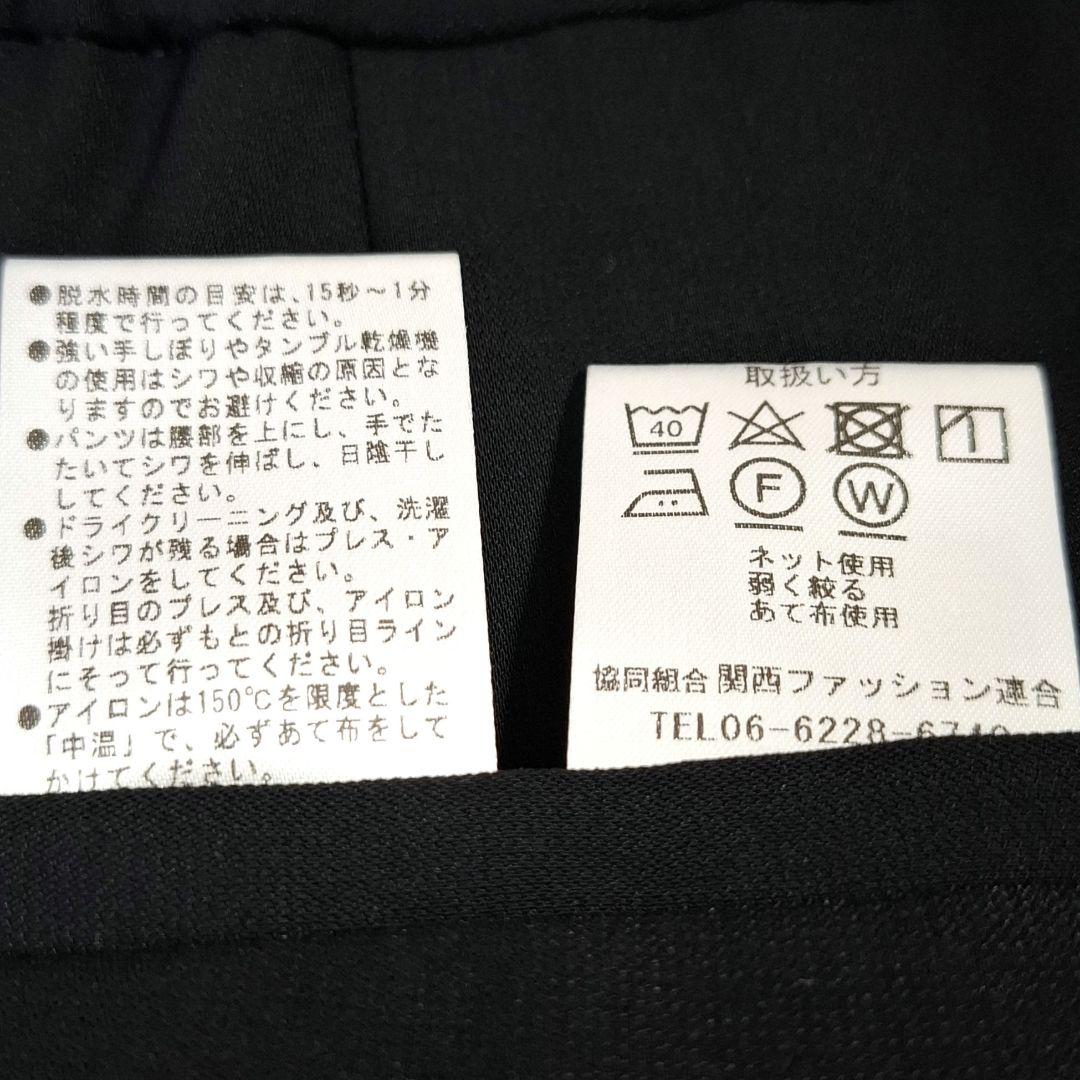 ●脱水時間の目安は、15秒〜1分
程度で行ってください。
●強い手しぼりやタンブル乾燥機
の使用はシワや収縮の原因とな
りますのでお避けください。
●パンツは腰部を上にし、手でた
たいてシワを伸ばし、日陰干し
してください。
●ドライクリーニング及び、洗濯
後シワが残る場合はプレス・ア
イロンをしてください。
折り目のプレス及び、アイロン
掛けは必ずもとの折り目ライン
にそって行ってください。
●アイロンは150℃を限度とした
「中温」で、必ずあて布をして
かけてください。
取扱い方
40
F W
ネット使用
弱く絞る
あて布使用
協同組合関西ファッション連合
TEL06-6228-6740